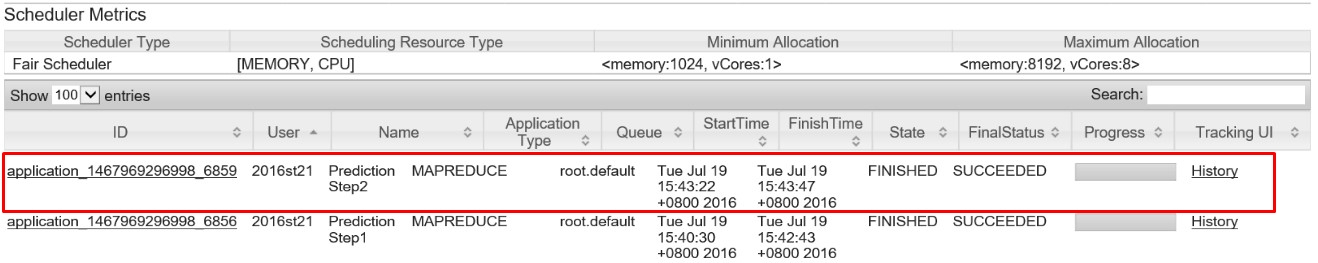 Scheduler Metrics
Scheduler Type Scheduling Resource Type Minimum Allocation Maximum Allocation
Fair Scheduler [MEMORY, CPU] <memory:1024, vCores:1> <memory:8192, vCores:8>
Show 100 entries Search:
ID User Name Application Type Queue StartTime FinishTime State FinalStatus Progress Tracking UI
application_1467969296998_6859 2016st21 Prediction MAPREDUCE root.default Tue Jul 19 Tue Jul 19 FINISHED SUCCEEDED History
Step2 15:43:22 15:43:47
+0800 2016 +0800 2016
application_1467969296998_6856 2016st21 Prediction MAPREDUCE root.default Tue Jul 19 Tue Jul 19 FINISHED SUCCEEDED History
Step1 15:40:30 15:42:43
+0800 2016 +0800 2016